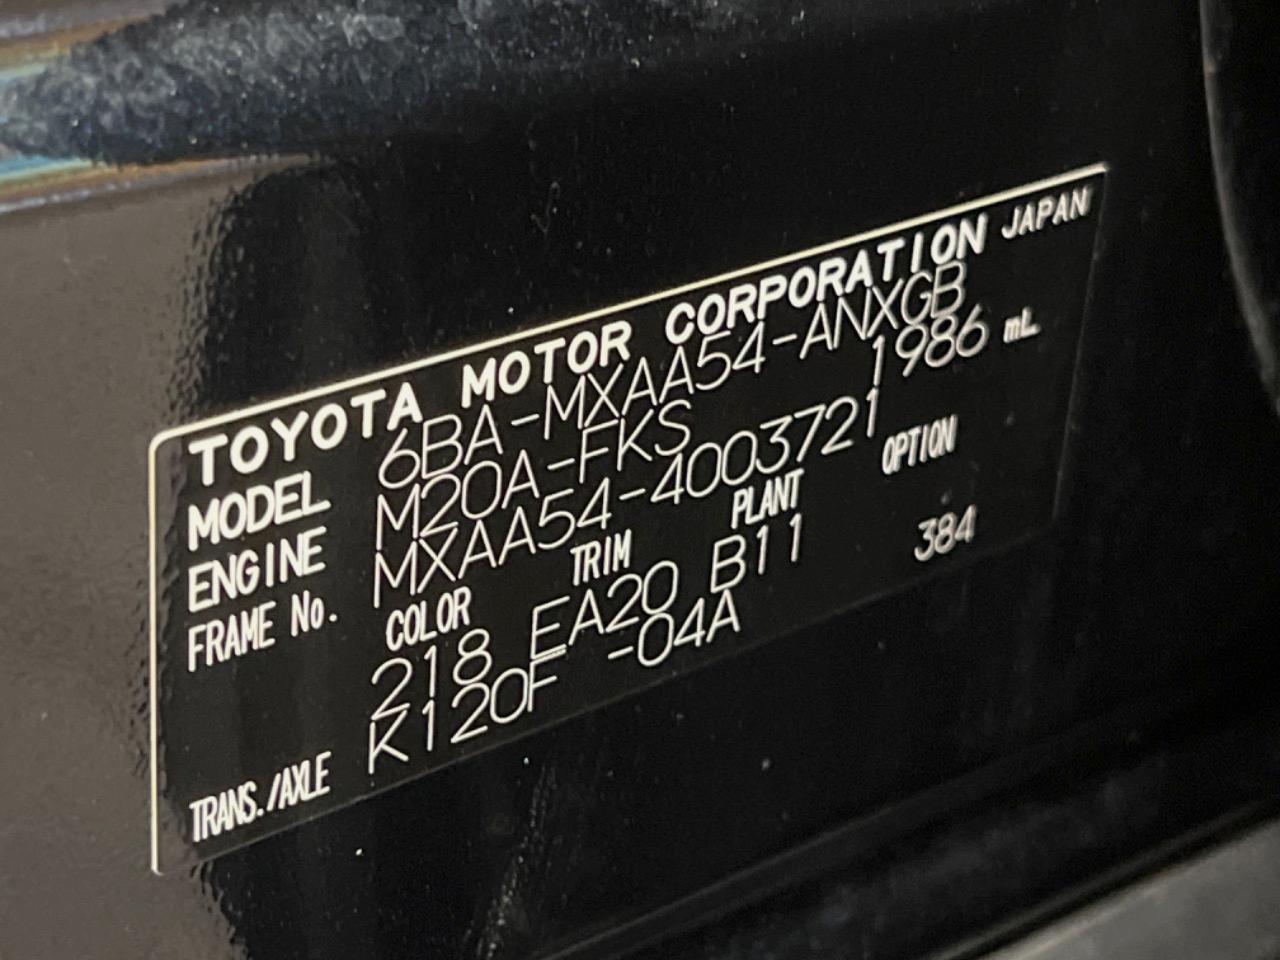 TOYOTA MOTOR CORPORATION JAPAN
MODEL 6BA-MXAA54-ANXGB
ENGINE M20A-FKS 1986 mL
FRAME No. MXAA54-4003721
COLOR TRIM PLANT OPTION
218 EA20 B11 384
TRANS./AXLE K120F -04A